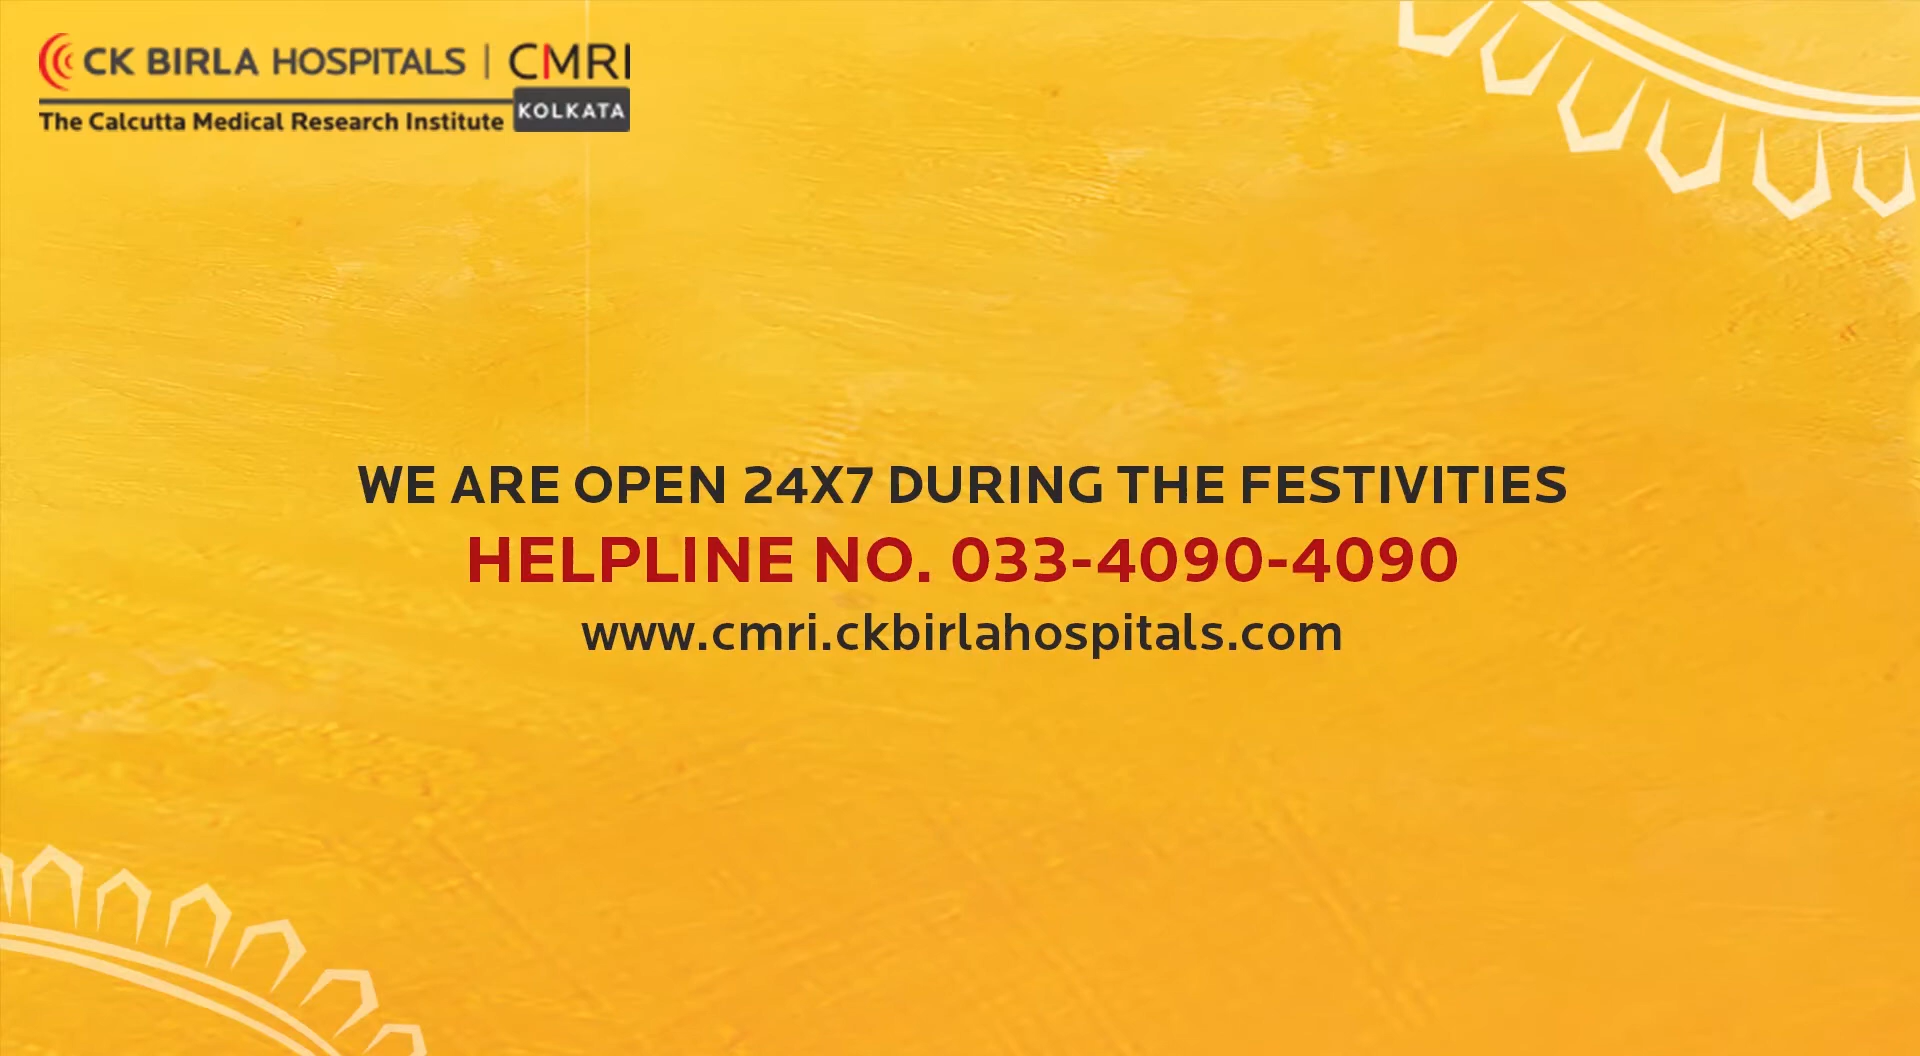 CK BIRLA HOSPITALS | CMRI
The Calcutta Medical Research Institute KOLKATA
WE ARE OPEN 24X7 DURING THE FESTIVITIES
HELPLINE NO. 033-4090-4090
www.cmri.ckbirlahospitals.com